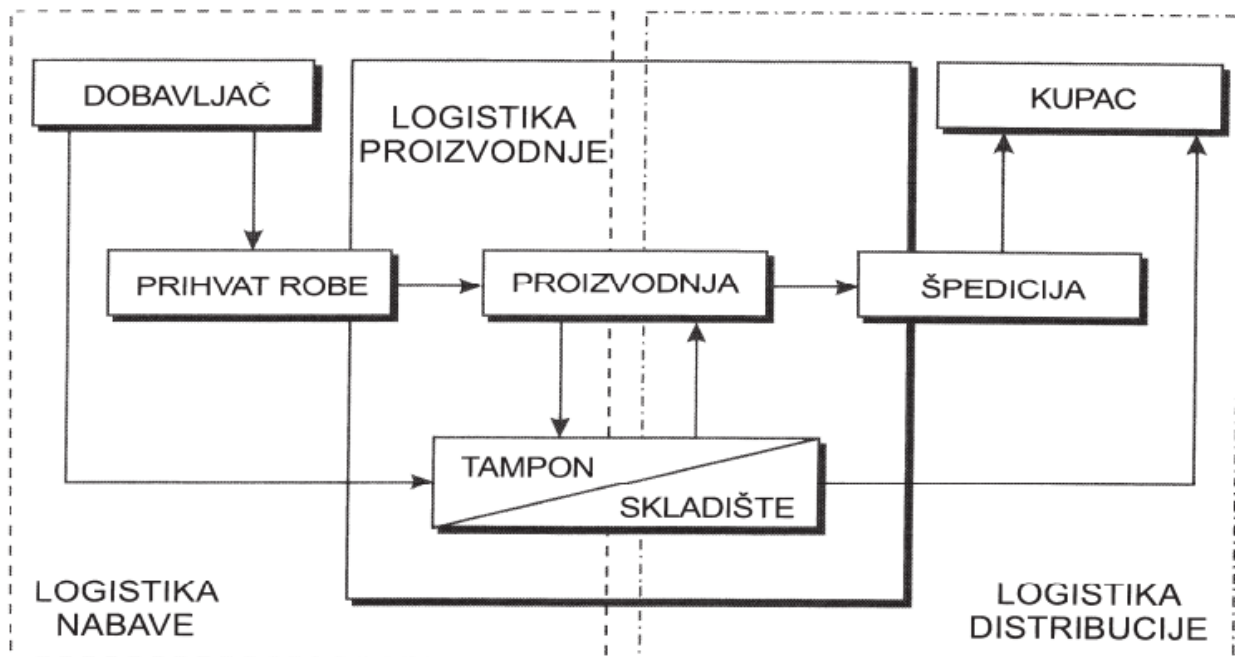 DOBAVLJAČ
LOGISTIKA
PROIZVODNJE
KUPAC
PRIHVAT ROBE
PROIZVODNJA
ŠPEDICIJA
TAMPON
SKLADIŠTE
LOGISTIKA
NABAVE
LOGISTIKA
DISTRIBUCIJE